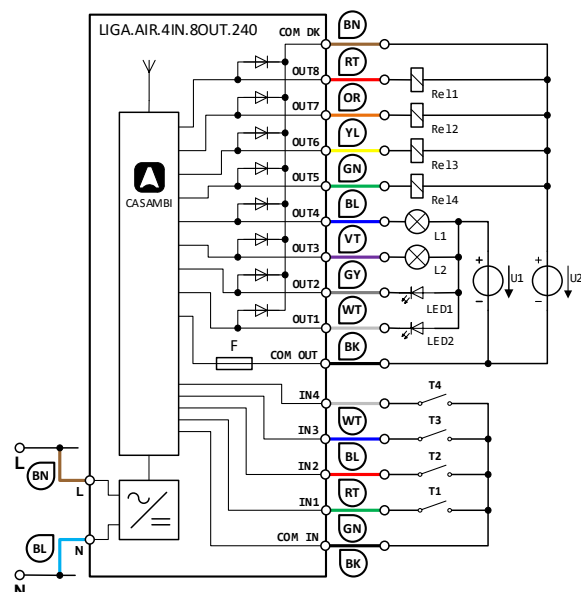 LIGA.AIR.4IN.8OUT.240
COM DK
BN
OUT8
RT
Rel1
OUT7
OR
Rel2
OUT6
YL
Rel3
OUT5
GN
Rel4
CASAMBI
OUT4
BL
L1
OUT3
VT
L2
OUT2
GY
LED1
+
U1
−
+
U2
−
OUT1
WT
LED2
F
COM OUT
BK
IN4
T4
WT
IN3
T3
BL
IN2
T2
RT
IN1
T1
GN
COM IN
BK
L
BN
L
BL
N
N